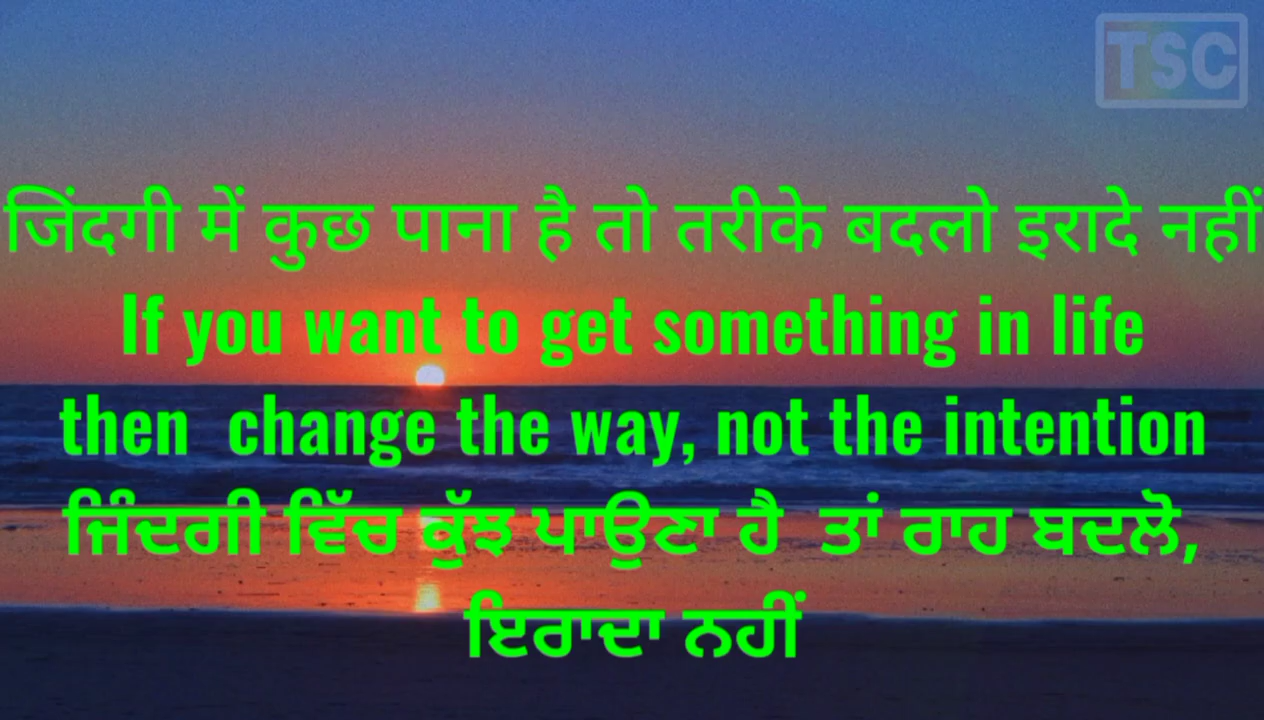 TSC
जिंदगी में कुछ पाना है तो तरीके बदलो इरादे नहीं
If you want to get something in life
then  change the way, not the intention
ਜਿੰਦਗੀ ਵਿੱਚ ਕੁੱਝ ਪਾਉਣਾ ਹੈ  ਤਾਂ ਰਾਹ ਬਦਲੋ,
ਇਰਾਦਾ ਨਹੀਂ